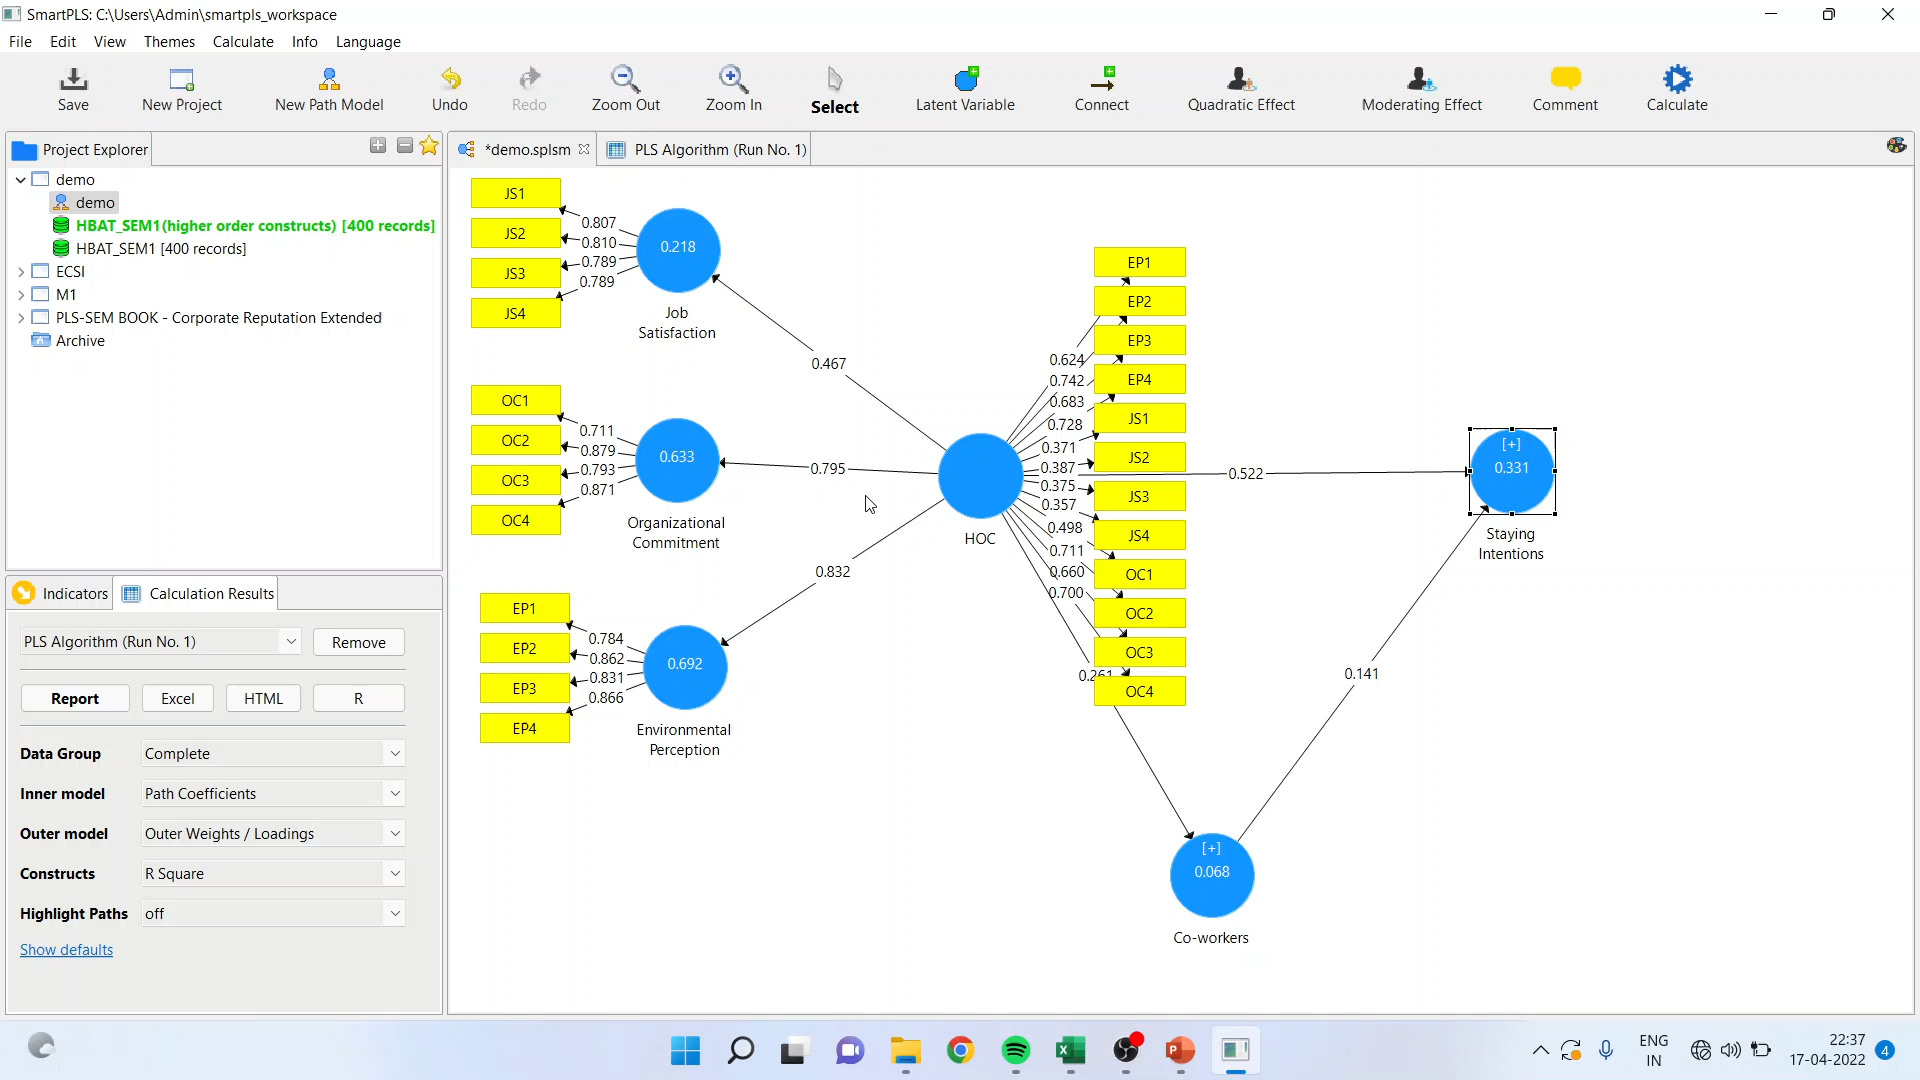 SmartPLS: C:\Users\Admin\smartpls_workspace
File Edit View Themes Calculate Info Language
Save New Project New Path Model Undo Redo Zoom Out Zoom In Select Latent Variable Connect Quadratic Effect Moderating Effect Comment Calculate
Project Explorer
demo
demo
HBAT_SEM1(higher order constructs) [400 records]
HBAT_SEM1 [400 records]
ECSI
M1
PLS-SEM BOOK - Corporate Reputation Extended
Archive
Indicators Calculation Results
PLS Algorithm (Run No. 1) Remove
Report Excel HTML R
Data Group Complete
Inner model Path Coefficients
Outer model Outer Weights / Loadings
Constructs R Square
Highlight Paths off
Show defaults
*demo.splsm PLS Algorithm (Run No. 1)
JS1
JS2
JS3
JS4
0.807
0.810
0.789
0.789
0.218
Job
Satisfaction
OC1
OC2
OC3
OC4
0.711
0.879
0.793
0.871
0.633
Organizational
Commitment
EP1
EP2
EP3
EP4
0.784
0.862
0.831
0.866
0.692
Environmental
Perception
0.467
0.795
0.832
HOC
0.624
0.742
0.683
0.728
0.371
0.387
0.375
0.357
0.498
0.711
0.660
0.700
0.261
EP1
EP2
EP3
EP4
JS1
JS2
JS3
JS4
OC1
OC2
OC3
OC4
0.522
[+]
0.331
Staying
Intentions
0.141
[+]
0.068
Co-workers
ENG
IN
22:37
17-04-2022
4